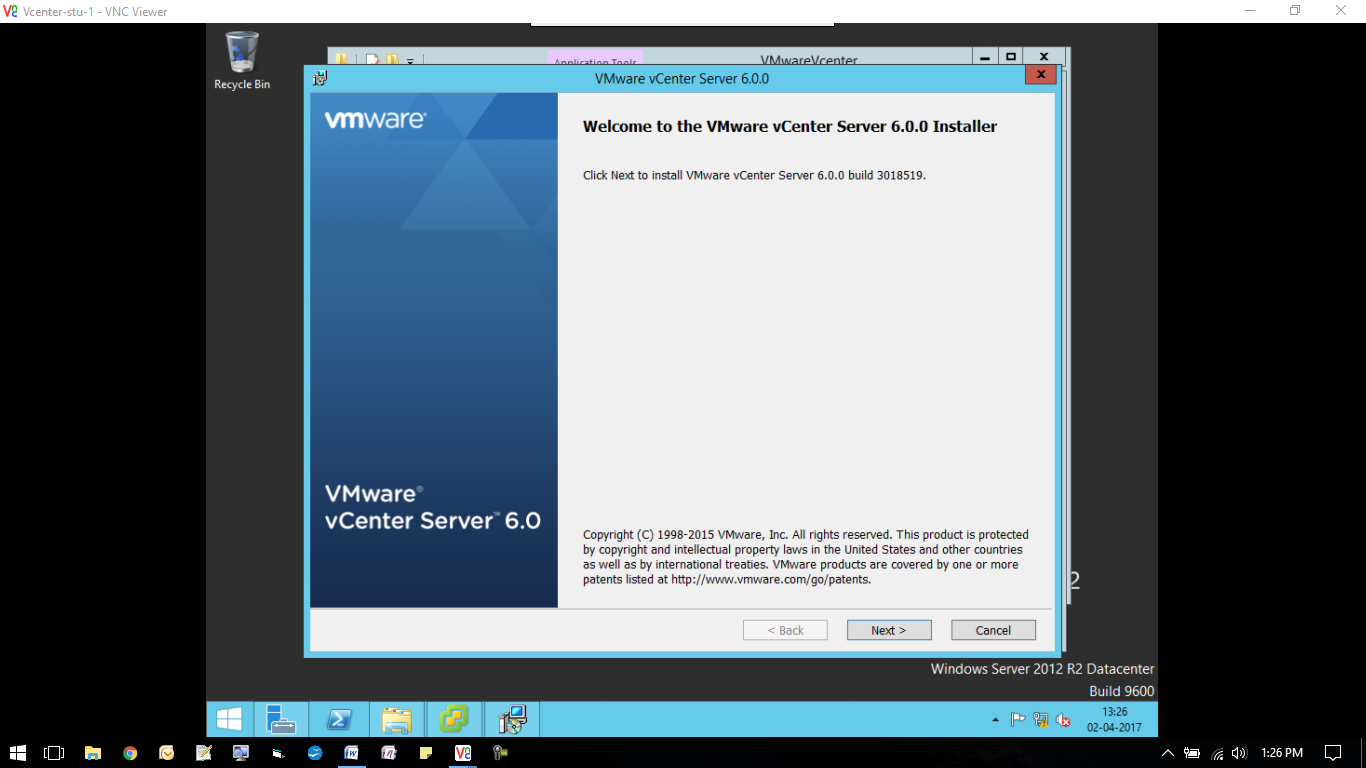 Vcenter-stu-1 - VNC Viewer
Recycle Bin
Application Tools
VMwareVcenter
VMware vCenter Server 6.0.0
vmware®
Welcome to the VMware vCenter Server 6.0.0 Installer
Click Next to install VMware vCenter Server 6.0.0 build 3018519.
VMware®
vCenter Server™ 6.0
Copyright (C) 1998-2015 VMware, Inc. All rights reserved. This product is protected
by copyright and intellectual property laws in the United States and other countries
as well as by international treaties. VMware products are covered by one or more
patents listed at http://www.vmware.com/go/patents.
2
< Back
Next >
Cancel
Windows Server 2012 R2 Datacenter
Build 9600
13:26
02-04-2017
1:26 PM